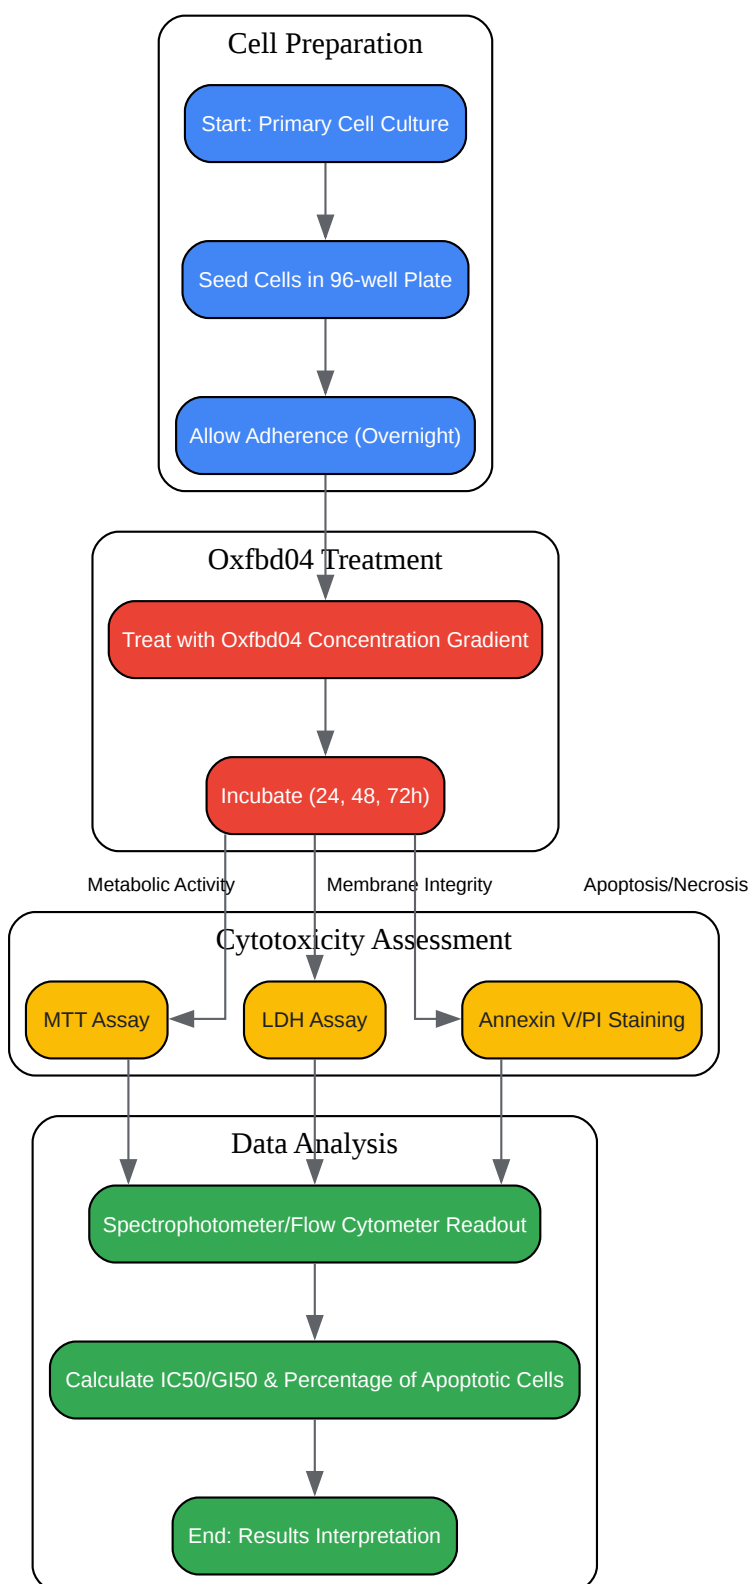 Cell Preparation
Start: Primary Cell Culture
Seed Cells in 96-well Plate
Allow Adherence (Overnight)
Oxfbd04 Treatment
Treat with Oxfbd04 Concentration Gradient
Incubate (24, 48, 72h)
Metabolic Activity
Membrane Integrity
Apoptosis/Necrosis
Cytotoxicity Assessment
MTT Assay
LDH Assay
Annexin V/PI Staining
Data Analysis
Spectrophotometer/Flow Cytometer Readout
Calculate IC50/GI50 & Percentage of Apoptotic Cells
End: Results Interpretation